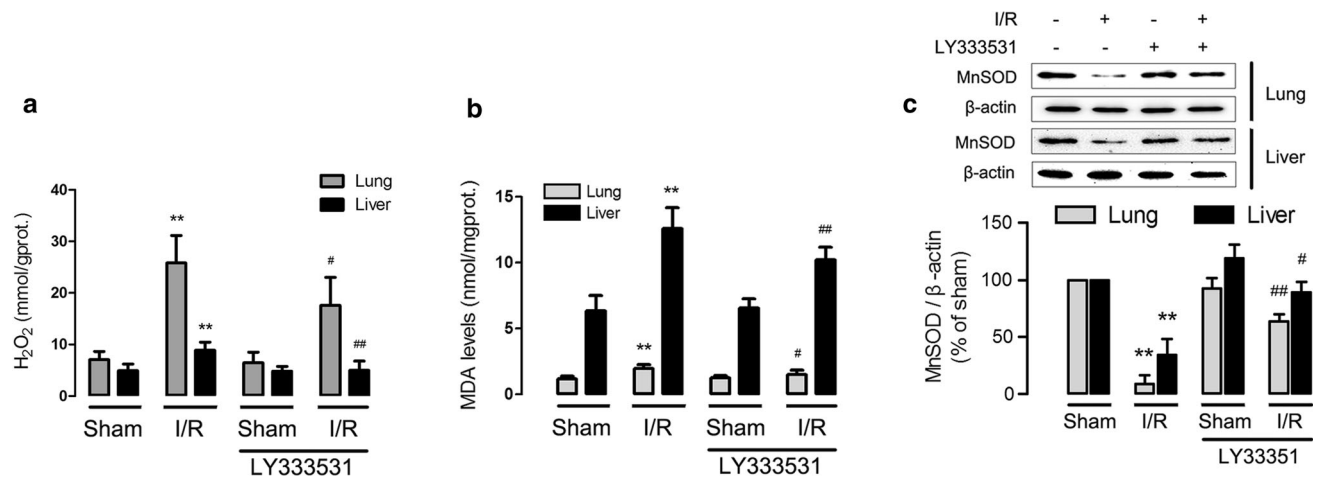 a
H₂O₂ (mmol/gprot.)
40
30
20
10
0
Lung
Liver
**
**
#
##
Sham I/R Sham I/R
LY333531
b
MDA levels (nmol/mgprot.)
15
10
5
0
Lung
Liver
**
**
#
##
Sham I/R Sham I/R
LY333531
c
I/R - + - +
LY333531 - - + +
MnSOD
β-actin
Lung
MnSOD
β-actin
Liver
MnSOD / β-actin
(% of sham)
150
100
50
0
Lung Liver
**
**
##
#
Sham I/R Sham I/R
LY33351